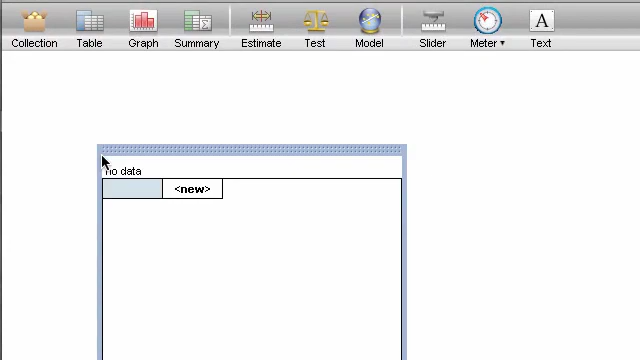 Collection Table Graph Summary Estimate Test Model Slider Meter Text
A
no data
<new>